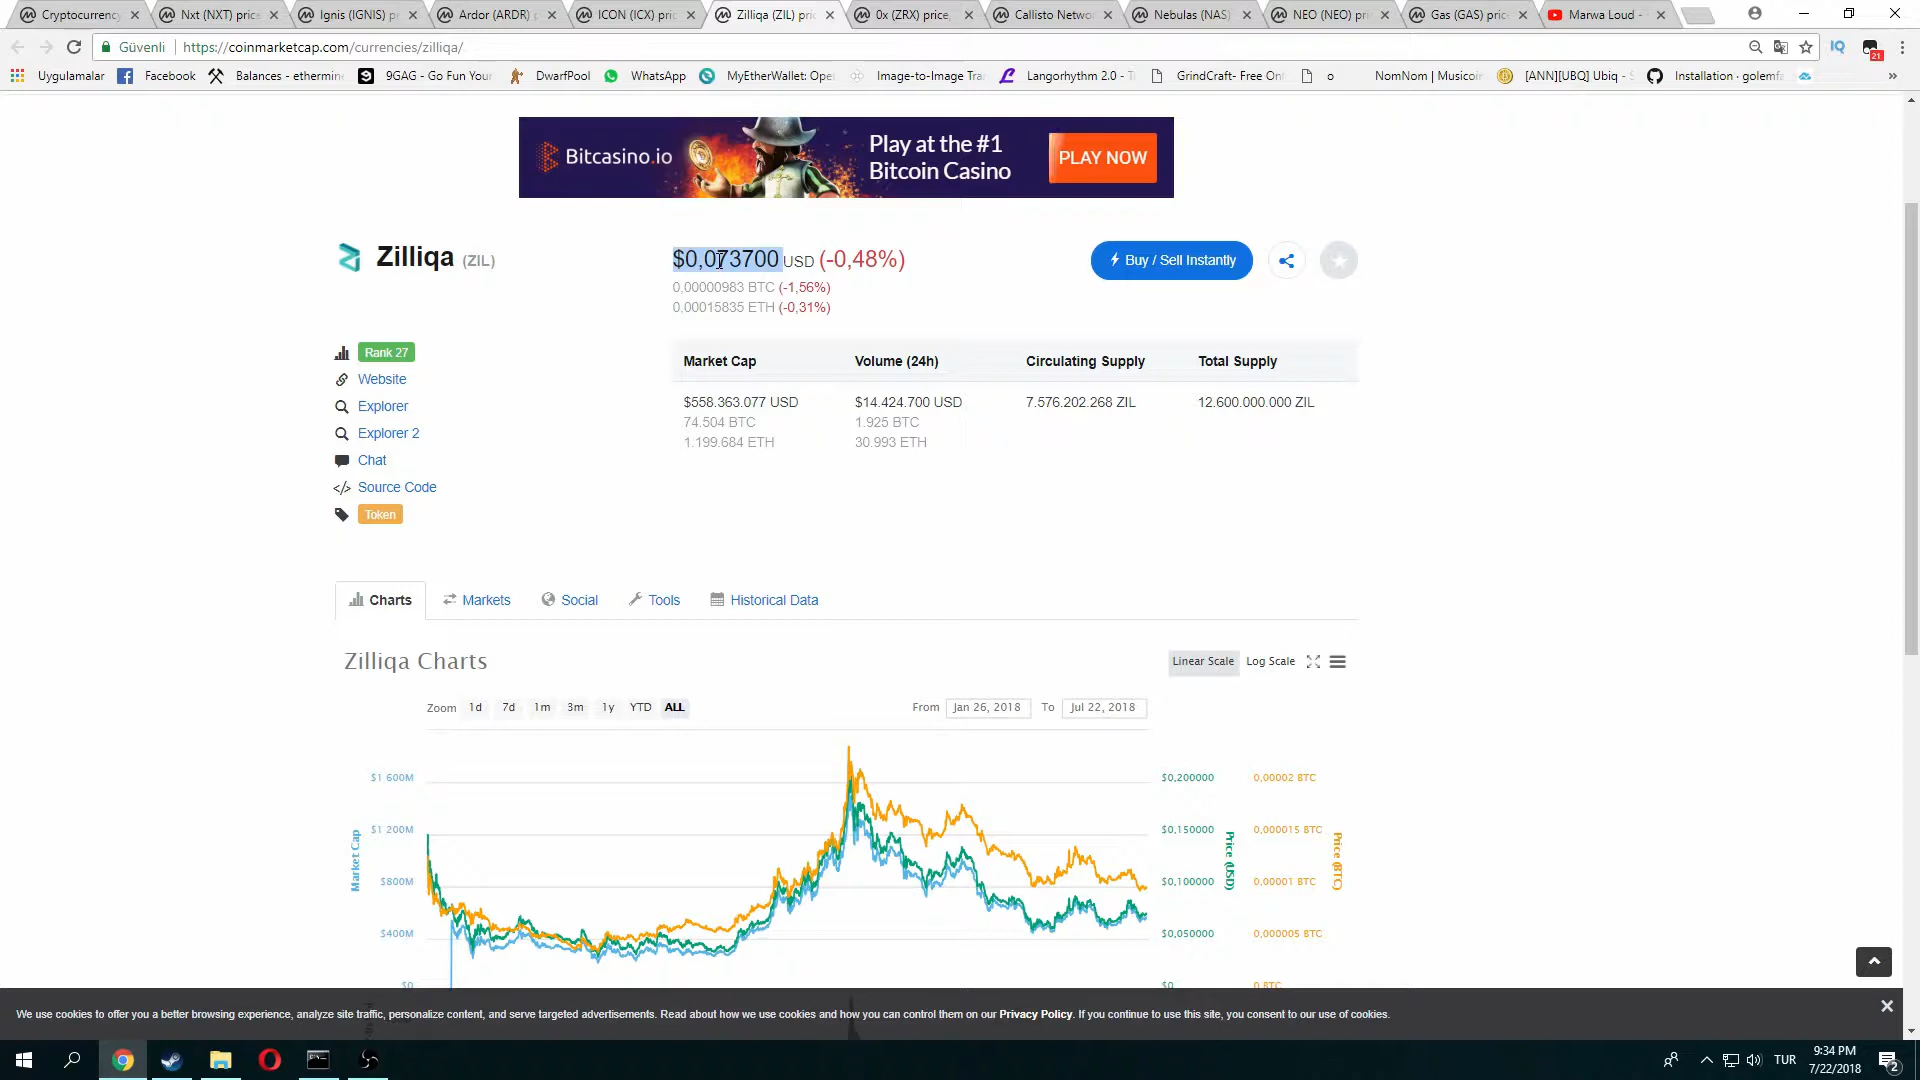 Cryptocurrency
Nxt (NXT) pric
Ignis (IGNIS)
Ardor (ARDR)
ICON (ICX)
Zilliqa (ZIL) pri
0x (ZRX) price,
Callisto Netwo
Nebulas (NAS)
NEO (NEO) pri
Gas (GAS) pric
Marwa Loud -
Güvenli
https://coinmarketcap.com/currencies/zilliqa/
21
Uygulamalar
Facebook
Balances - ethermin
9GAG - Go Fun You
DwarfPool
WhatsApp
MyEtherWallet: Ope
Image-to-Image Tra
Langorhythm 2.0 - T
GrindCraft- Free Onl
o
NomNom | Musicoin
[ANN][UBQ] Ubiq -
Installation · golemfa
»
Bitcasino.io
Play at the #1
Bitcoin Casino
PLAY NOW
Zilliqa (ZIL)
$0,073700 USD (-0,48%)
0,00000983 BTC (-1,56%)
0,00015835 ETH (-0,31%)
Buy / Sell Instantly
Rank 27
Website
Explorer
Explorer 2
Chat
Source Code
Token
Market Cap Volume (24h) Circulating Supply Total Supply
$558.363.077 USD $14.424.700 USD 7.576.202.268 ZIL 12.600.000.000 ZIL
74.504 BTC 1.925 BTC
1.199.684 ETH 30.993 ETH
Charts Markets Social Tools Historical Data
Zilliqa Charts
Linear Scale Log Scale
Zoom 1d 7d 1m 3m 1y YTD ALL
From Jan 26, 2018 To Jul 22, 2018
$1 600M $0,200000 0,00002 BTC
$1 200M $0,150000 0,000015 BTC
$800M $0,100000 0,00001 BTC
$400M $0,050000 0,000005 BTC
$0 $0 0 BTC
Market Cap
Price (USD)
Price (BTC)
We use cookies to offer you a better browsing experience, analyze site traffic, personalize content, and serve targeted advertisements. Read about how we use cookies and how you can control them on our Privacy Policy. If you continue to use this site, you consent to our use of cookies.
TUR
9:34 PM
7/22/2018
2